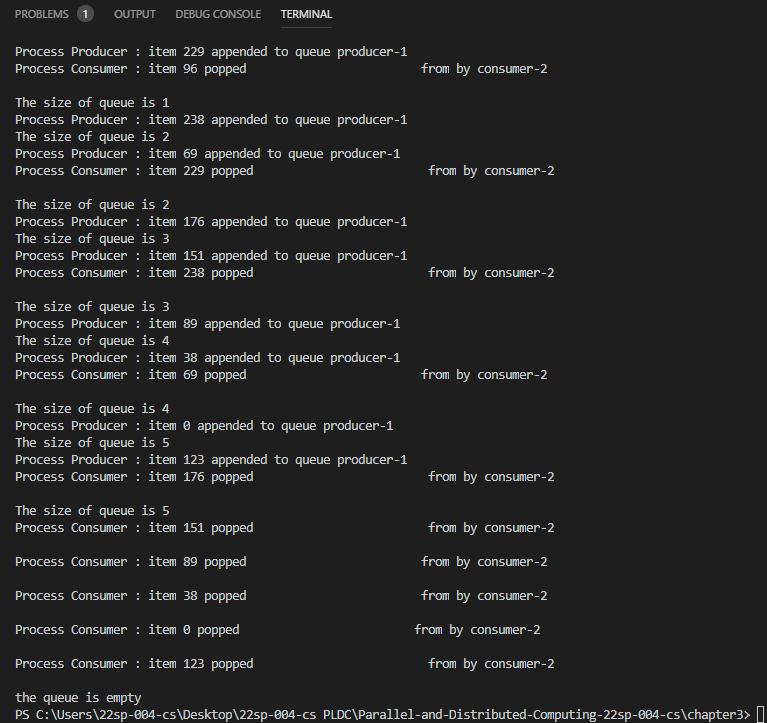 PROBLEMS 1 OUTPUT DEBUG CONSOLE TERMINAL
Process Producer : item 229 appended to queue producer-1
Process Consumer : item 96 popped from by consumer-2
The size of queue is 1
Process Producer : item 238 appended to queue producer-1
The size of queue is 2
Process Producer : item 69 appended to queue producer-1
Process Consumer : item 229 popped from by consumer-2
The size of queue is 2
Process Producer : item 176 appended to queue producer-1
The size of queue is 3
Process Producer : item 151 appended to queue producer-1
Process Consumer : item 238 popped from by consumer-2
The size of queue is 3
Process Producer : item 89 appended to queue producer-1
The size of queue is 4
Process Producer : item 38 appended to queue producer-1
Process Consumer : item 69 popped from by consumer-2
The size of queue is 4
Process Producer : item 0 appended to queue producer-1
The size of queue is 5
Process Producer : item 123 appended to queue producer-1
Process Consumer : item 176 popped from by consumer-2
The size of queue is 5
Process Consumer : item 151 popped from by consumer-2
Process Consumer : item 89 popped from by consumer-2
Process Consumer : item 38 popped from by consumer-2
Process Consumer : item 0 popped from by consumer-2
Process Consumer : item 123 popped from by consumer-2
the queue is empty
PS C:\Users\22sp-004-cs\Desktop\22sp-004-cs PLDC\Parallel-and-Distributed-Computing-22sp-004-cs\chapter3>